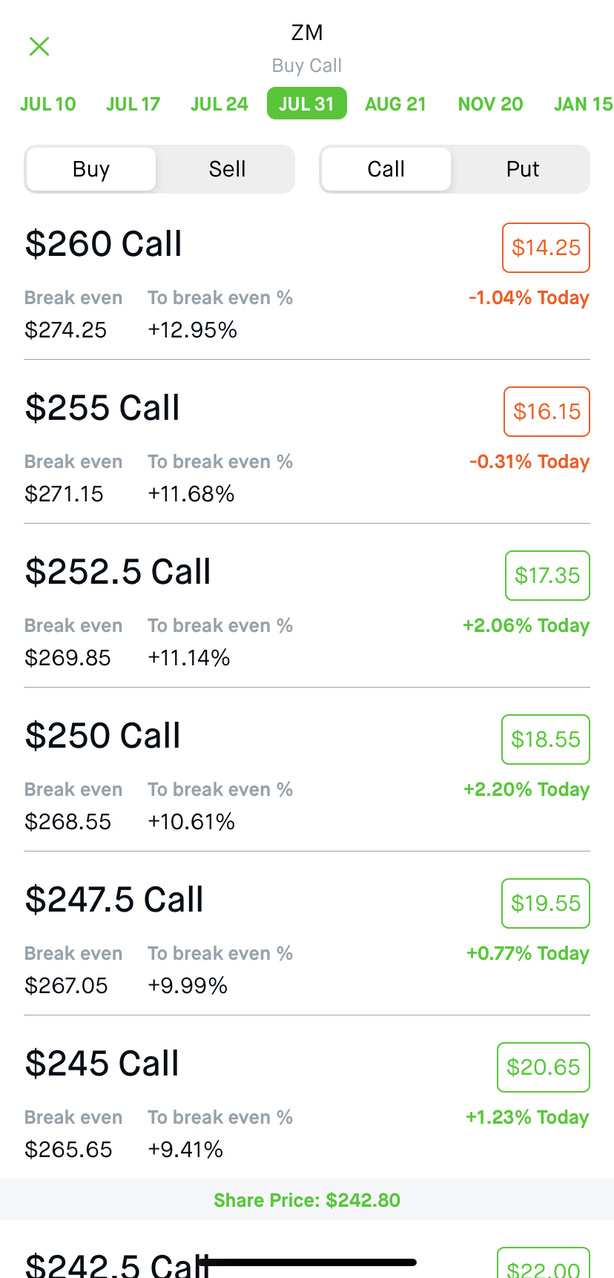 ZM
Buy Call
JUL 10 JUL 17 JUL 24 JUL 31 AUG 21 NOV 20 JAN 15
Buy Sell Call Put
$260 Call $14.25
Break even To break even % -1.04% Today
$274.25 +12.95%
$255 Call $16.15
Break even To break even % -0.31% Today
$271.15 +11.68%
$252.5 Call $17.35
Break even To break even % +2.06% Today
$269.85 +11.14%
$250 Call $18.55
Break even To break even % +2.20% Today
$268.55 +10.61%
$247.5 Call $19.55
Break even To break even % +0.77% Today
$267.05 +9.99%
$245 Call $20.65
Break even To break even % +1.23% Today
$265.65 +9.41%
Share Price: $242.80
$242.5 Call $22.00